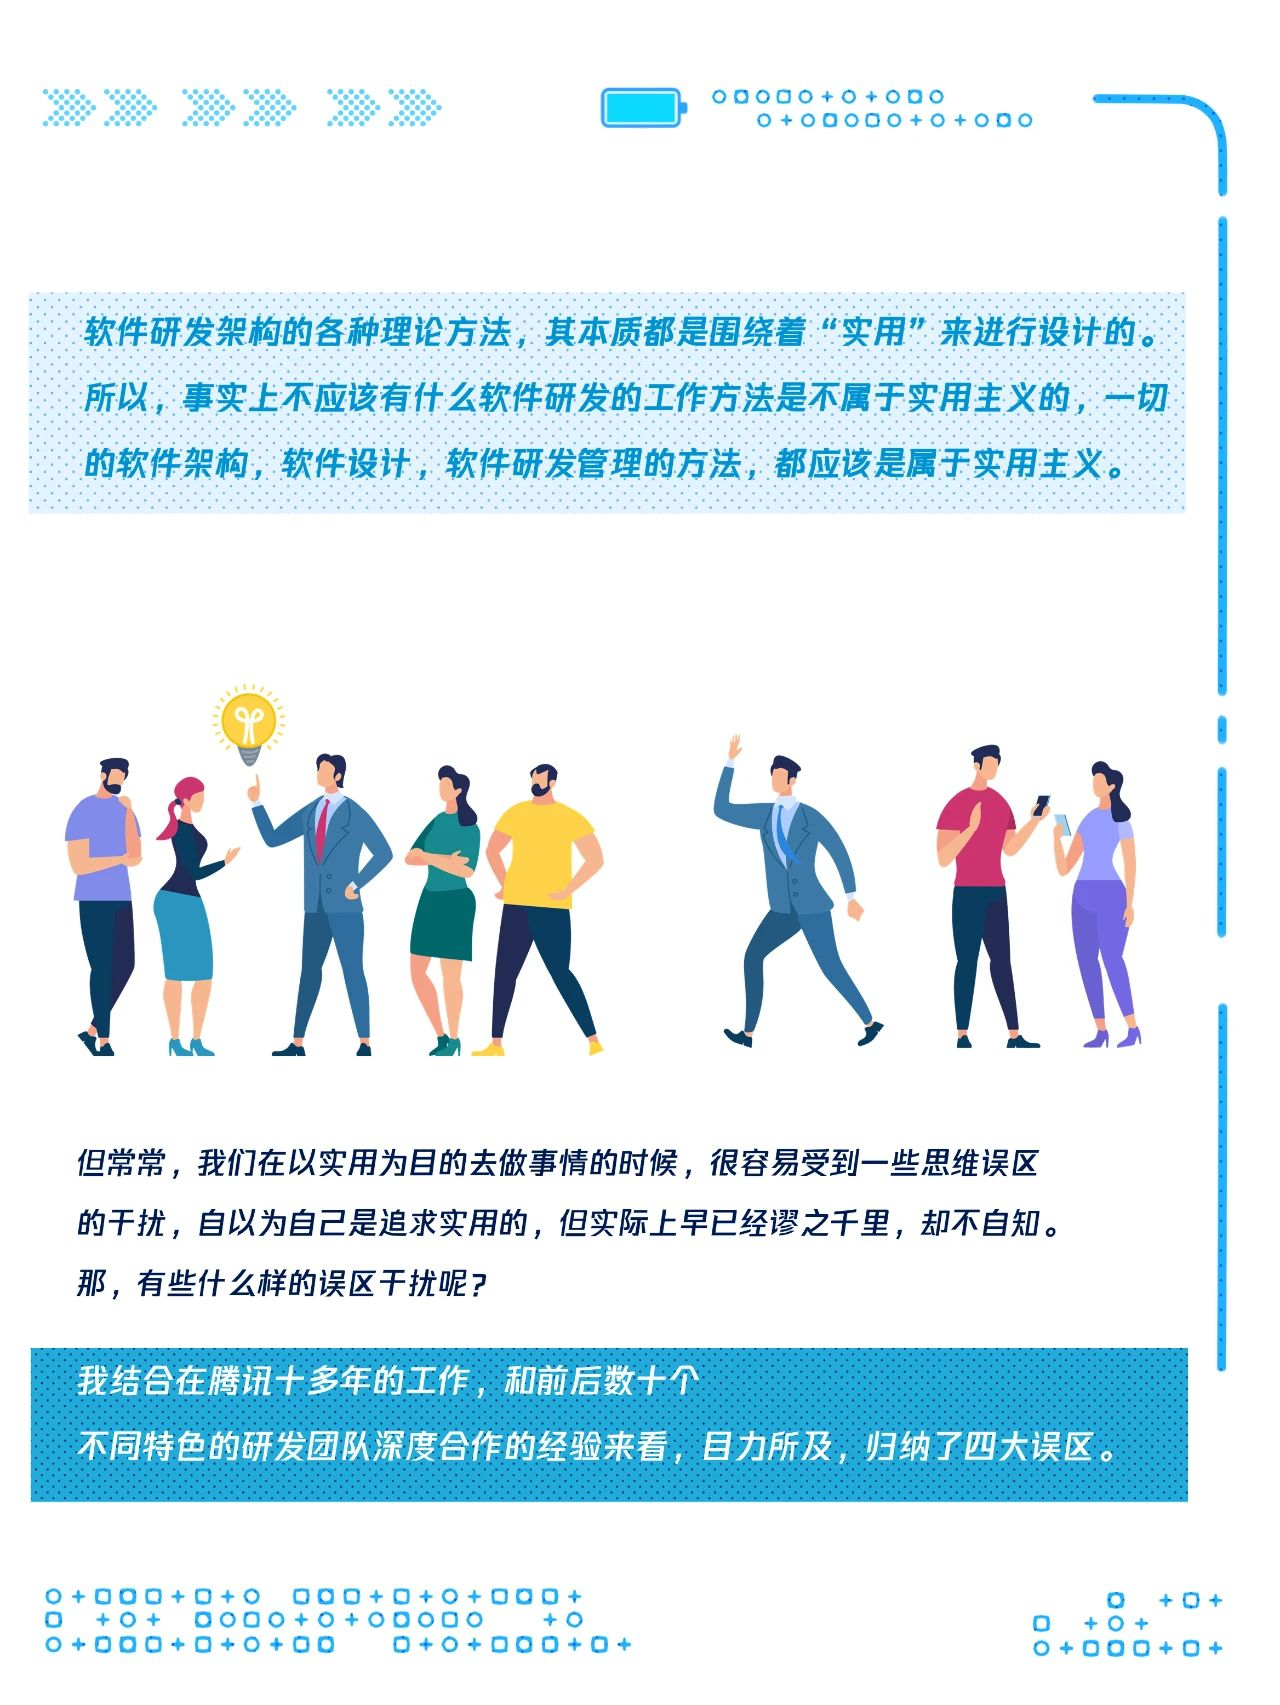 软件研发架构的各种理论方法，其本质都是围绕着“实用”来进行设计的。
所以，事实上不应该有什么软件研发的工作方法是不属于实用主义的，一切
的软件架构，软件设计，软件研发管理的方法，都应该是属于实用主义。
但常常，我们在以实用为目的去做事情的时候，很容易受到一些思维误区
的干扰，自以为自己是追求实用的，但实际上早已经谬之千里，却不自知。
那，有些什么样的误区干扰呢？
我结合在腾讯十多年的工作，和前后数十个
不同特色的研发团队深度合作的经验来看，目力所及，归纳了四大误区。